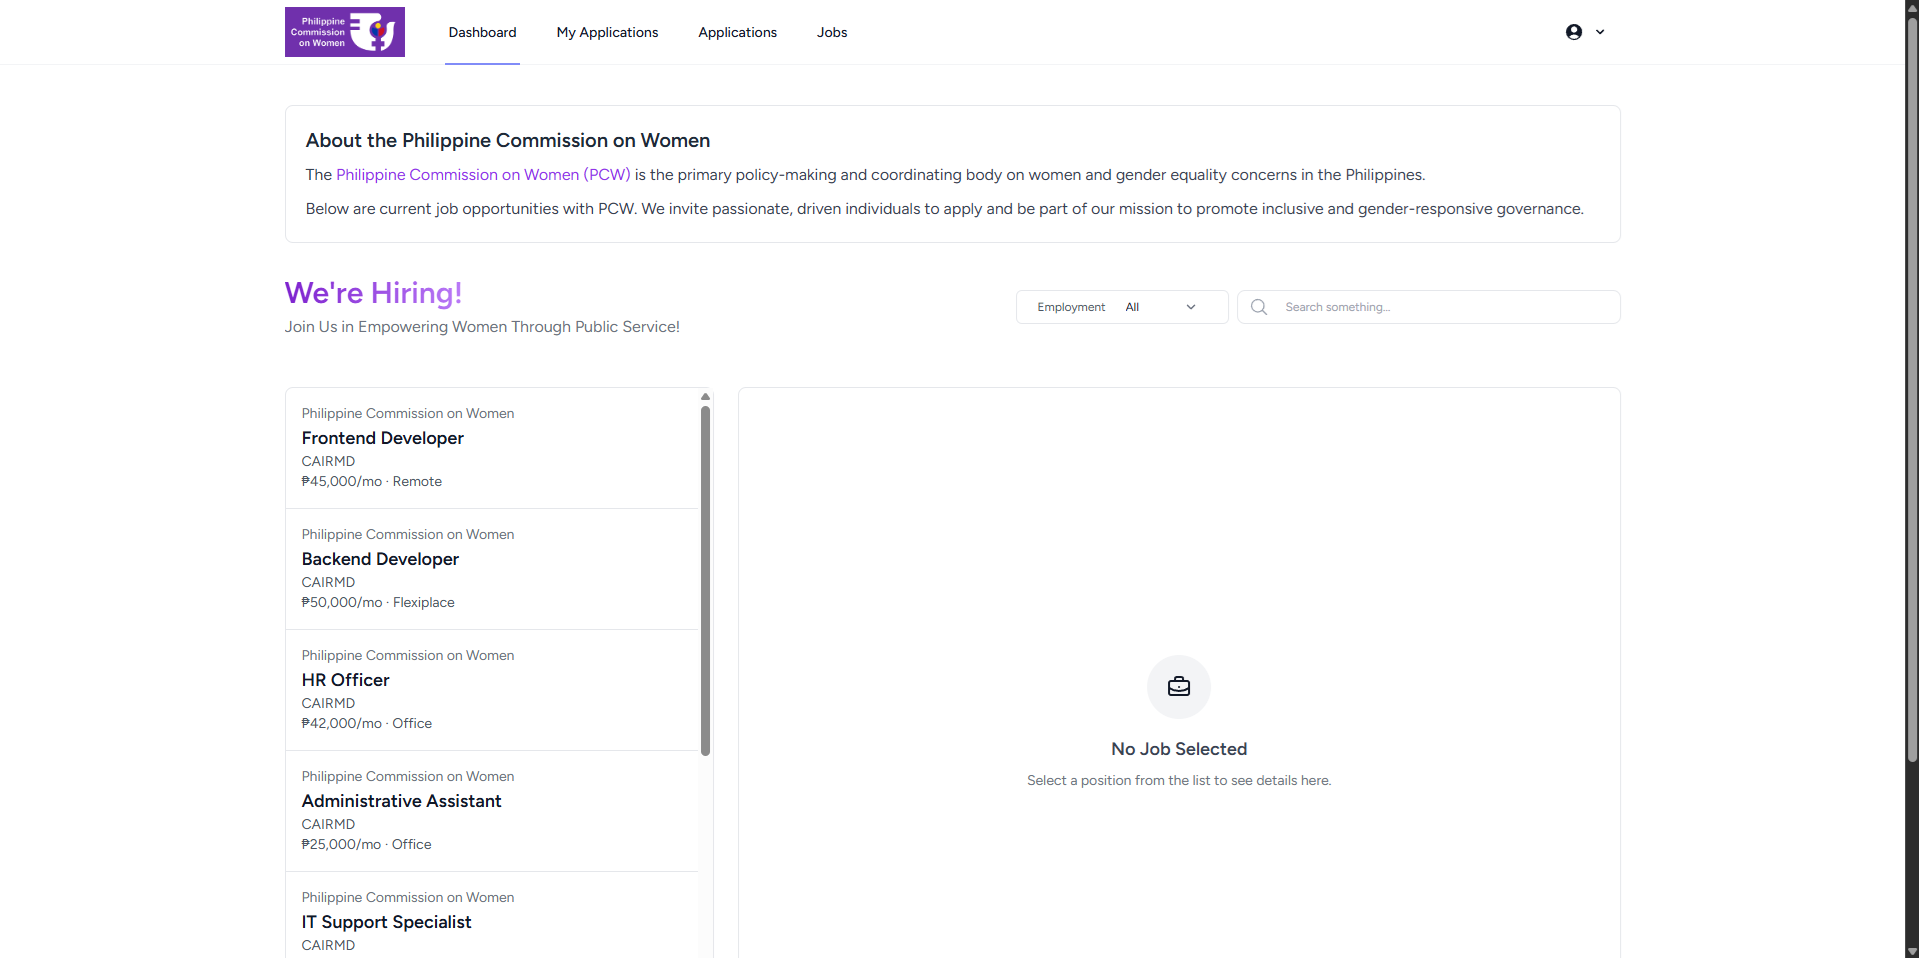 Philippine
Commission
on Women
Dashboard
My Applications
Applications
Jobs
About the Philippine Commission on Women
The Philippine Commission on Women (PCW) is the primary policy-making and coordinating body on women and gender equality concerns in the Philippines.
Below are current job opportunities with PCW. We invite passionate, driven individuals to apply and be part of our mission to promote inclusive and gender-responsive governance.
We're Hiring!
Join Us in Empowering Women Through Public Service!
Employment All
Search something...
Philippine Commission on Women
Frontend Developer
CAIRMD
₱45,000/mo · Remote
Philippine Commission on Women
Backend Developer
CAIRMD
₱50,000/mo · Flexiplace
Philippine Commission on Women
HR Officer
CAIRMD
₱42,000/mo · Office
Philippine Commission on Women
Administrative Assistant
CAIRMD
₱25,000/mo · Office
Philippine Commission on Women
IT Support Specialist
CAIRMD
No Job Selected
Select a position from the list to see details here.